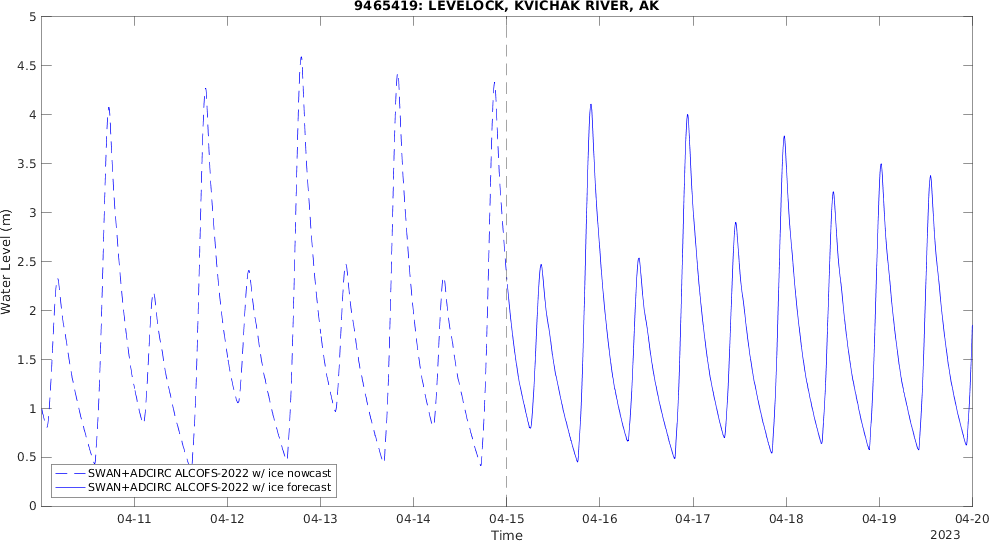 9465419: LEVELOCK, KVICHAK RIVER, AK
5
4.5
4
3.5
3
2.5
2
1.5
1
0.5
0
Water Level (m)
SWAN+ADCIRC ALCOFS-2022 w/ ice nowcast
SWAN+ADCIRC ALCOFS-2022 w/ ice forecast
04-11 04-12 04-13 04-14 04-15 04-16 04-17 04-18 04-19 04-20
Time
2023